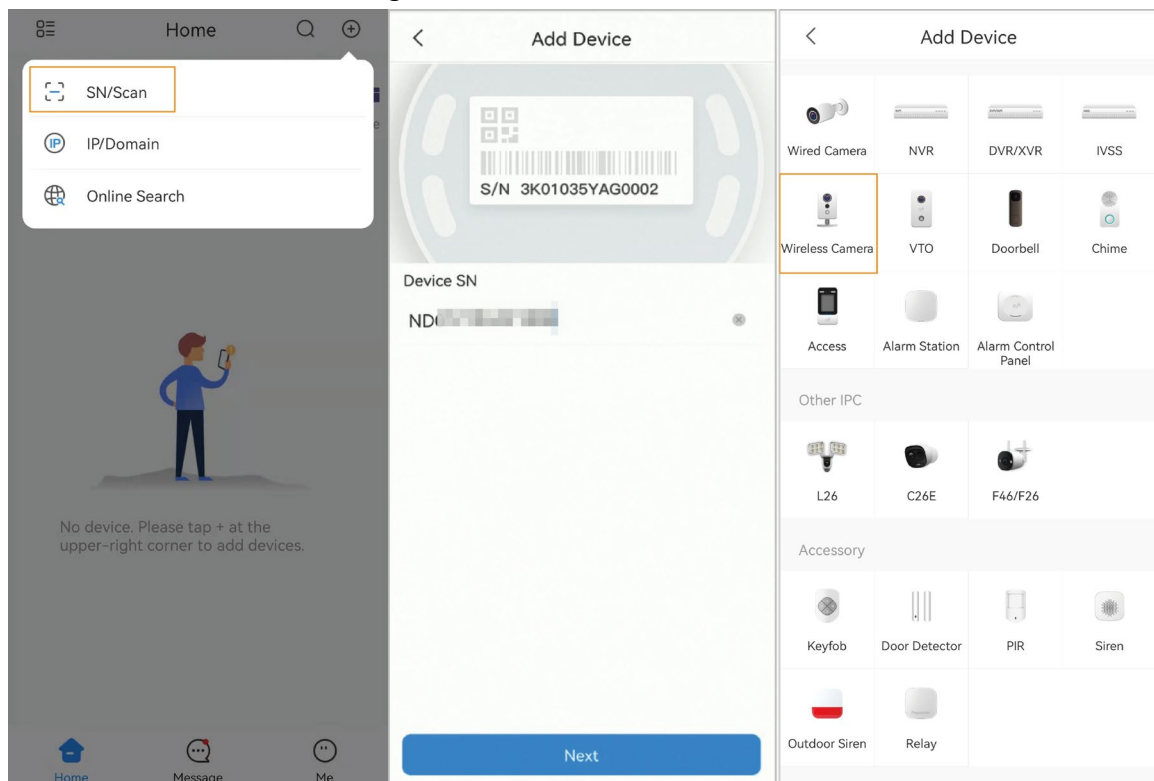 Home
SN/Scan
IP/Domain
Online Search
No device. Please tap + at the
upper-right corner to add devices.
Home
Message
Me
Add Device
S/N 3K01035YAG0002
Device SN
ND
Next
Add Device
Wired Camera
NVR
DVR/XVR
IVSS
Wireless Camera
VTO
Doorbell
Chime
Access
Alarm Station
Alarm Control
Panel
Other IPC
L26
C26E
F46/F26
Accessory
Keyfob
Door Detector
PIR
Siren
Outdoor Siren
Relay